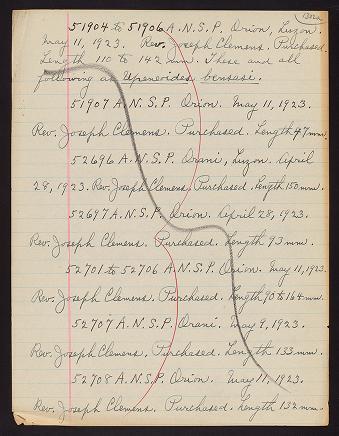 51904 to 51906 A.N.S.P. Orion, Luzon.
May 11, 1923. Rev. Joseph Clemens. Purchased.
Length 110 to 142 mm. These and all
following as Upeneoides bensasi.
51907 A.N.S.P. Orion. May 11, 1923.
Rev. Joseph Clemens. Purchased. Length 47 mm.
52696 A.N.S.P. Orani, Luzon. April
28, 1923. Rev. Joseph Clemens. Purchased. Length 150 mm.
52697 A.N.S.P. Orion. April 28, 1923.
Rev. Joseph Clemens. Purchased. Length 93 mm.
52701 to 52706 A.N.S.P. Orion. May 11, 1923.
Rev. Joseph Clemens. Purchased. Length 90 to 164 mm.
52707 A.N.S.P. Orani. May 9, 1923.
Rev. Joseph Clemens. Purchased. Length 133 mm.
52708 A.N.S.P. Orion. May 11, 1923.
Rev. Joseph Clemens. Purchased. Length 132 mm.